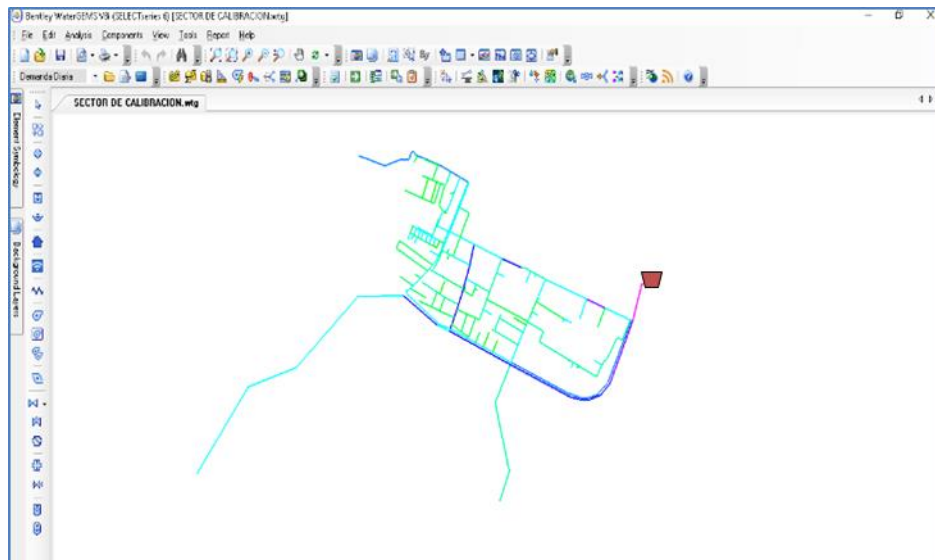 Bentley WaterGEMS V8i (SELECTseries 6) [SECTOR DE CALIBRACION.wtg]
File Edit Analysis Components View Tools Report Help
Demanda Diaria
SECTOR DE CALIBRACION.wtg
Element Symbology
Background Layers